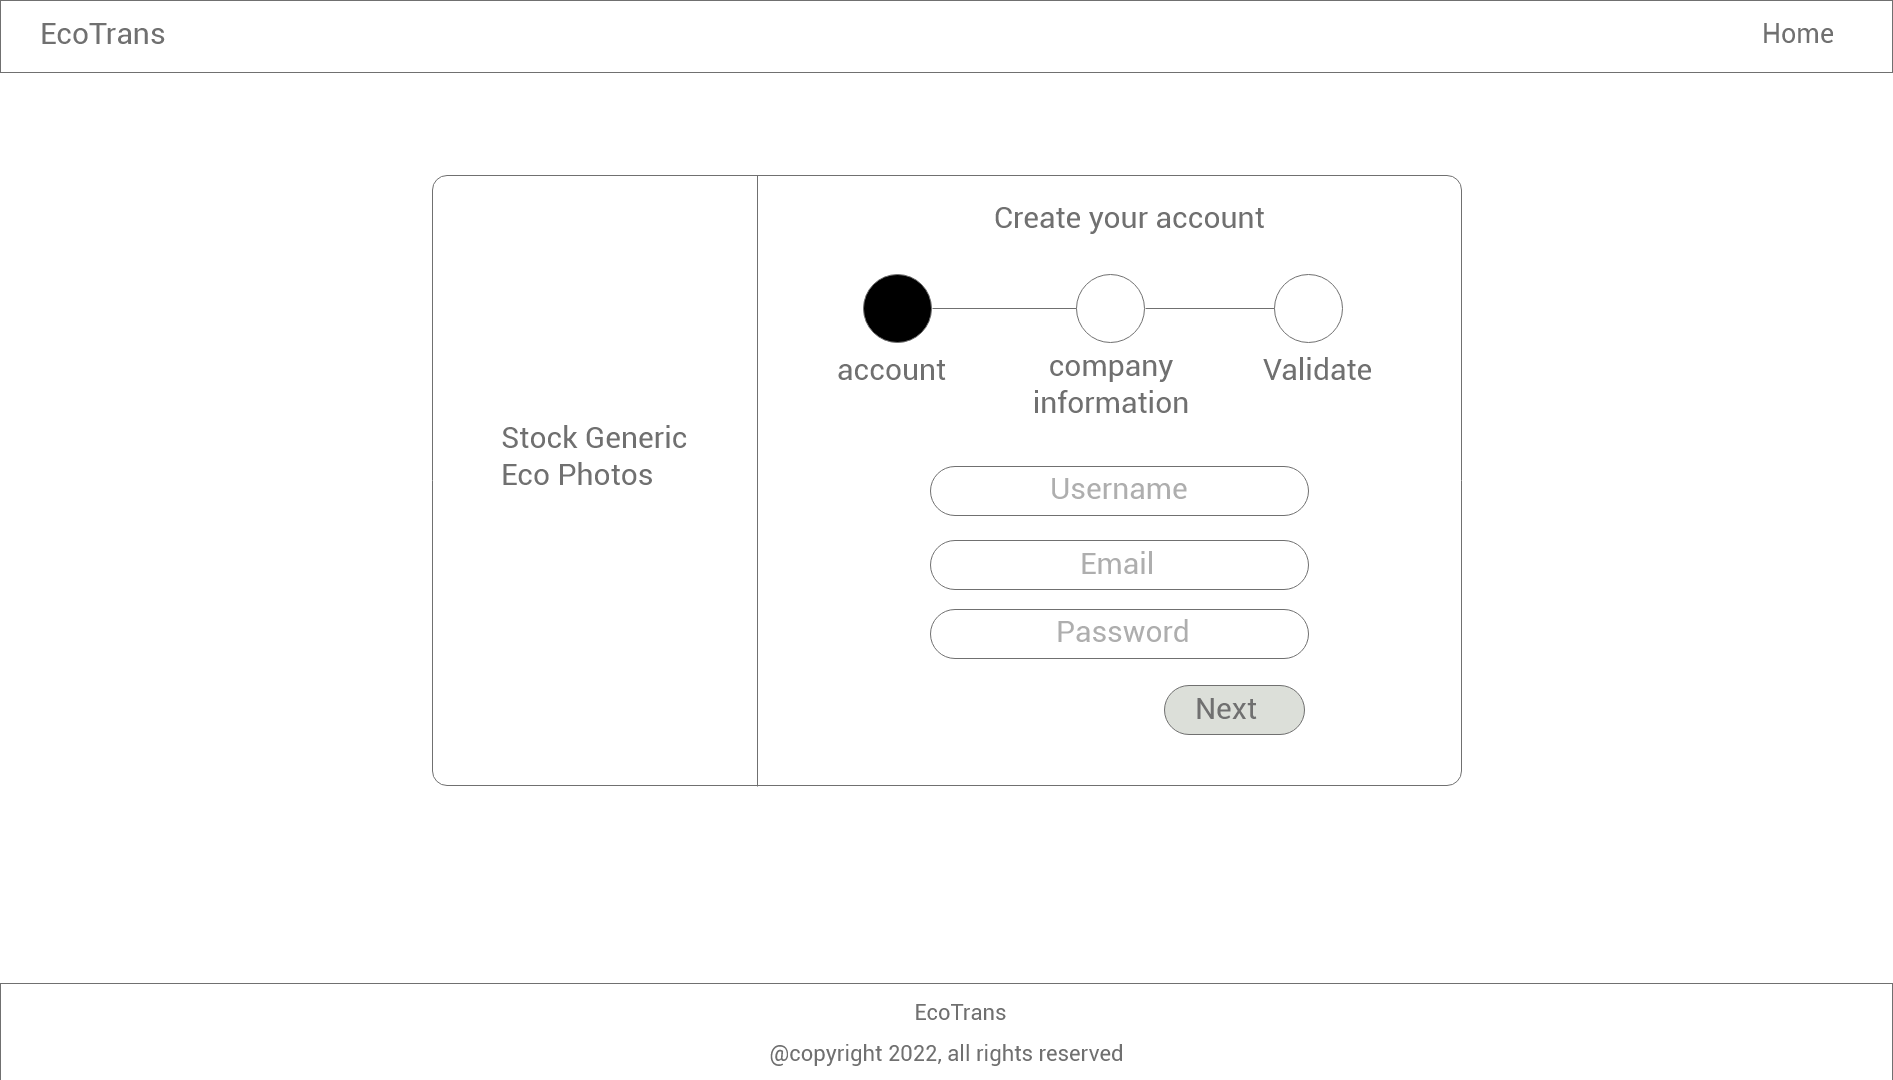 EcoTrans
Home
Stock Generic
Eco Photos
Create your account
account
company
information
Validate
Username
Email
Password
Next
EcoTrans
@copyright 2022, all rights reserved